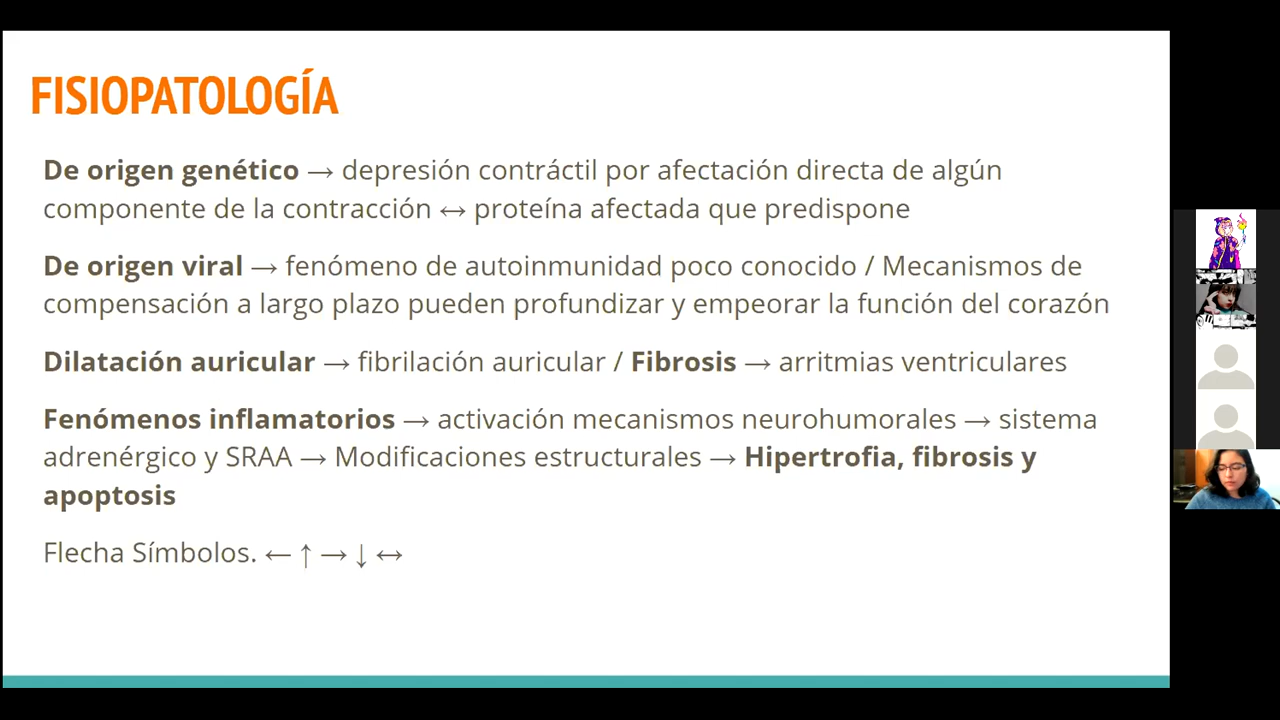 FISIOPATOLOGÍA
De origen genético → depresión contráctil por afectación directa de algún
componente de la contracción ↔ proteína afectada que predispone
De origen viral → fenómeno de autoinmunidad poco conocido / Mecanismos de
compensación a largo plazo pueden profundizar y empeorar la función del corazón
Dilatación auricular → fibrilación auricular / Fibrosis → arritmias ventriculares
Fenómenos inflamatorios → activación mecanismos neurohumorales → sistema
adrenérgico y SRAA → Modificaciones estructurales → Hipertrofia, fibrosis y
apoptosis
Flecha Símbolos. ← ↑ → ↓ ↔